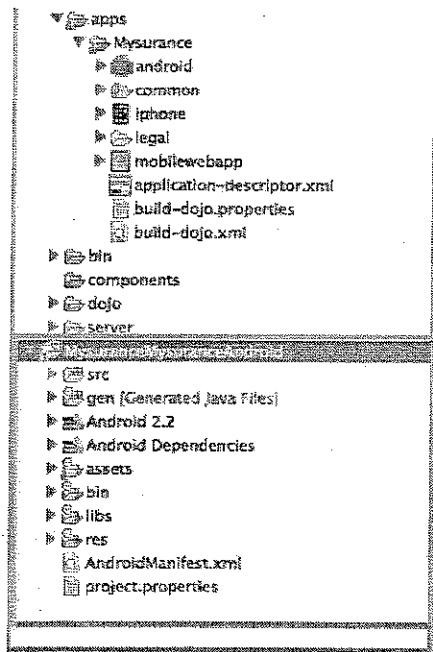 apps
Mysurance
android
common
iphone
legal
mobilewebapp
application-descriptor.xml
build-dojo.properties
build-dojo.xml
bin
components
dojo
server
MysuranceMysuranceAndroid
src
gen [Generated Java Files]
Android 2.2
Android Dependencies
assets
bin
libs
res
AndroidManifest.xml
project.properties